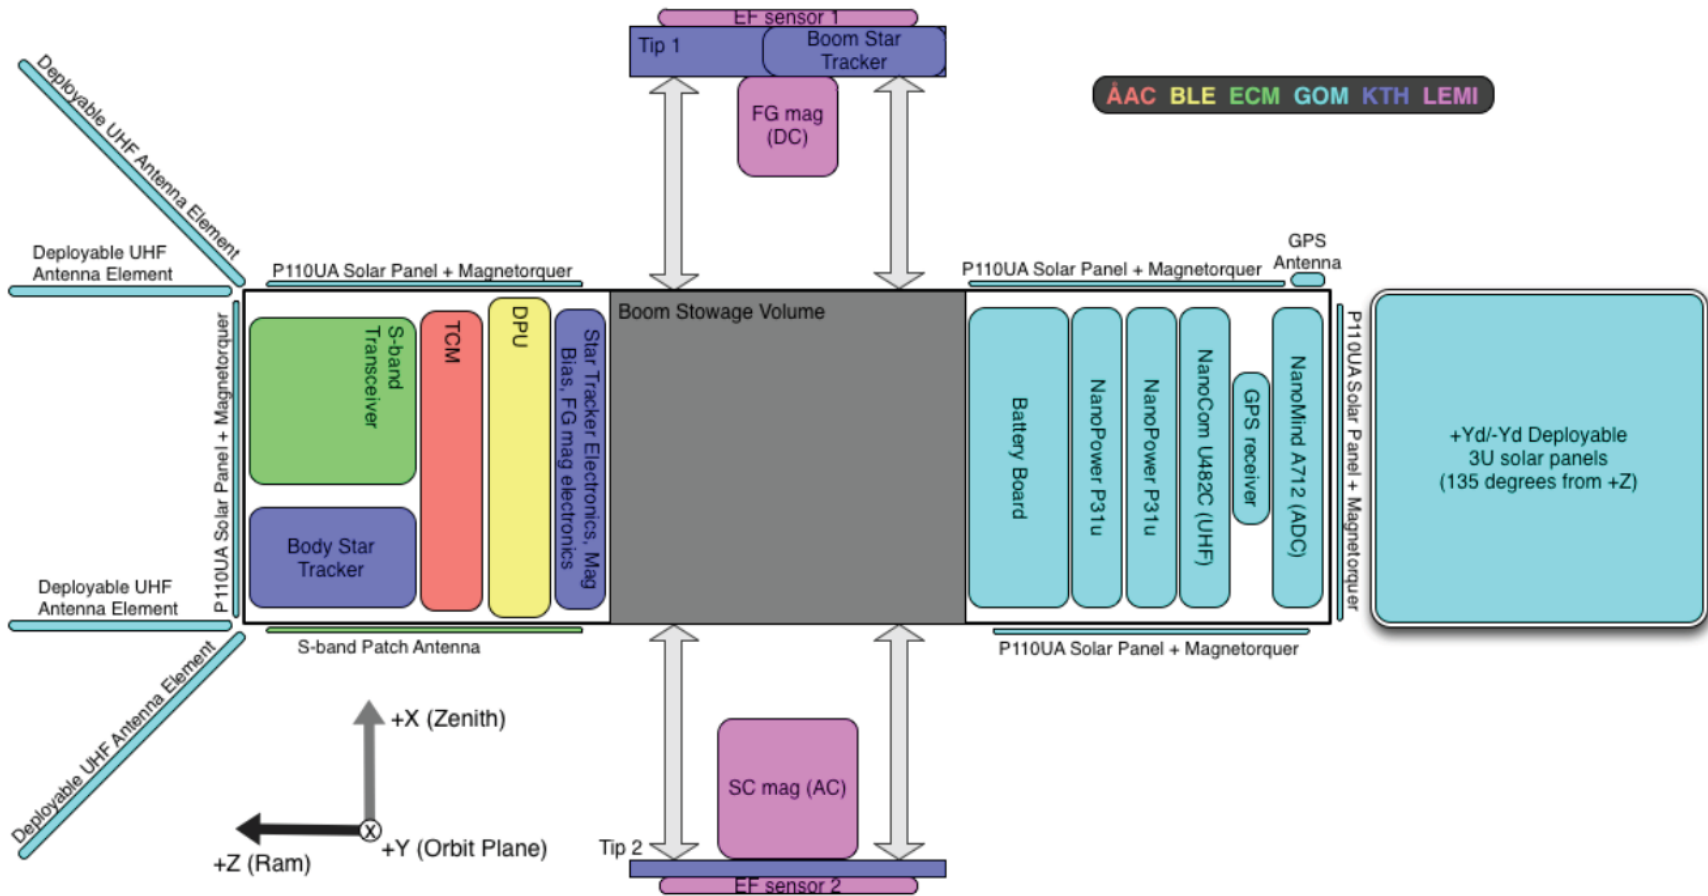 EF sensor 1
Tip 1
Boom Star
Tracker
FG mag
(DC)
ÅAC BLE ECM GOM KTH LEMI
Deployable UHF Antenna Element
Deployable UHF
Antenna Element
P110UA Solar Panel + Magnetorquer
P110UA Solar Panel + Magnetorquer
GPS
Antenna
P110UA Solar Panel + Magnetorquer
S-band
Transceiver
TCM
DPU
Star Tracker Electronics, Mag
Bias, FG mag electronics
Boom Stowage Volume
Battery Board
NanoPower P31u
NanoPower P31u
NanoCom U482C (UHF)
GPS receiver
NanoMind A712 (ADC)
P110UA Solar Panel + Magnetorquer
+Yd/-Yd Deployable
3U solar panels
(135 degrees from +Z)
Body Star
Tracker
Deployable UHF
Antenna Element
Deployable UHF Antenna Element
S-band Patch Antenna
P110UA Solar Panel + Magnetorquer
+X (Zenith)
X
+Y (Orbit Plane)
+Z (Ram)
SC mag (AC)
Tip 2
EF sensor 2